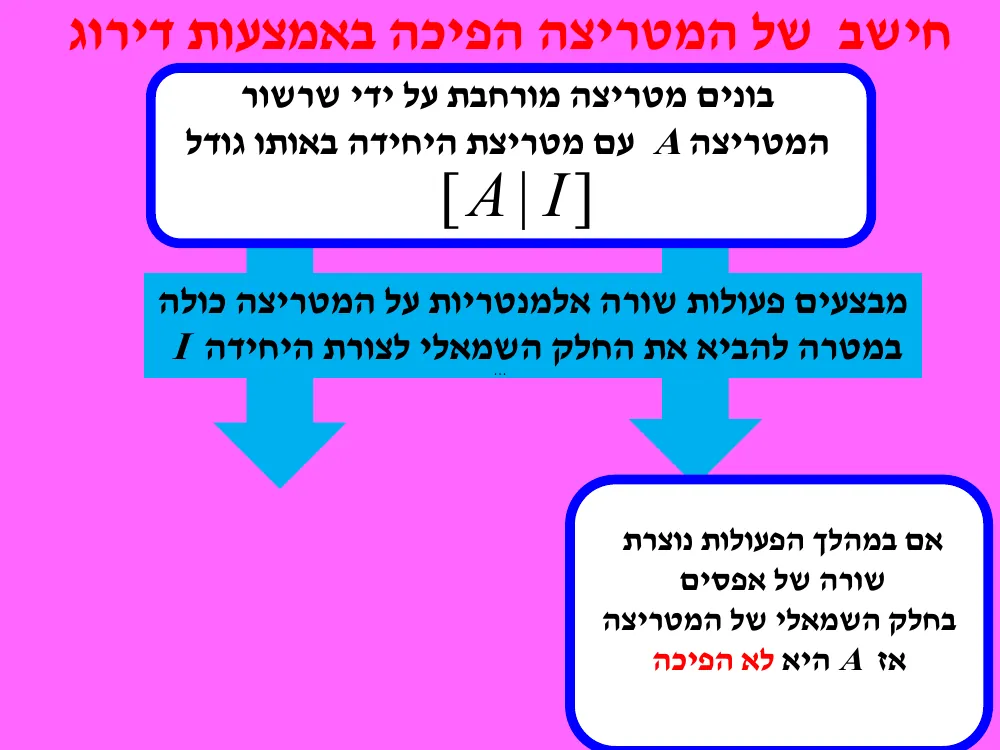 חישב של המטריצה הפיכה באמצעות דירוג
בונים מטריצה מורחבת על ידי שרשור
המטריצה A עם מטריצת היחידה באותו גודל
[A | I]
מבצעים פעולות שורה אלמנטריות על המטריצה כולה
במטרה להביא את החלק השמאלי לצורת היחידה I
...
אם במהלך הפעולות נוצרת
שורה של אפסים
בחלק השמאלי של המטריצה
אז A היא לא הפיכה